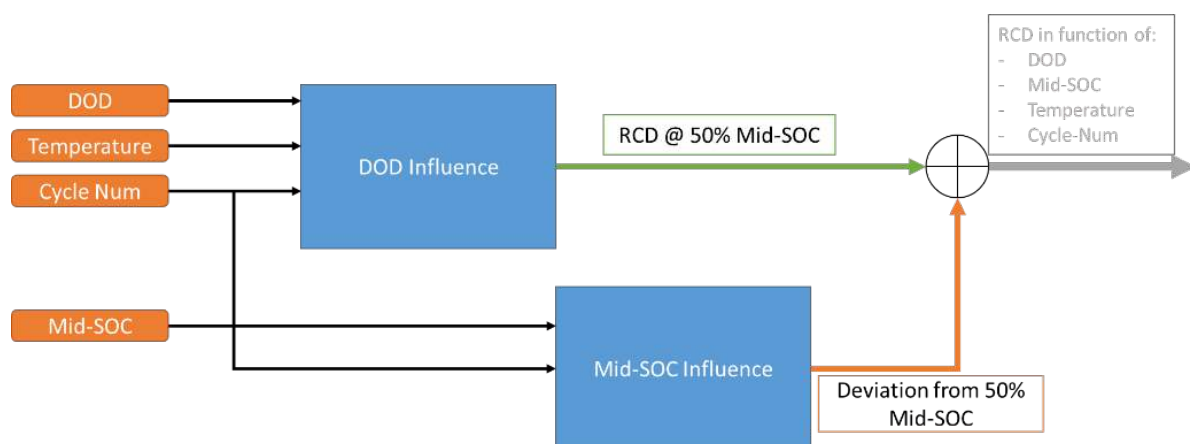 RCD in function of:
- DOD
- Mid-SOC
- Temperature
- Cycle-Num
DOD
Temperature
Cycle Num
DOD Influence
RCD @ 50% Mid-SOC
Mid-SOC
Mid-SOC Influence
Deviation from 50%
Mid-SOC